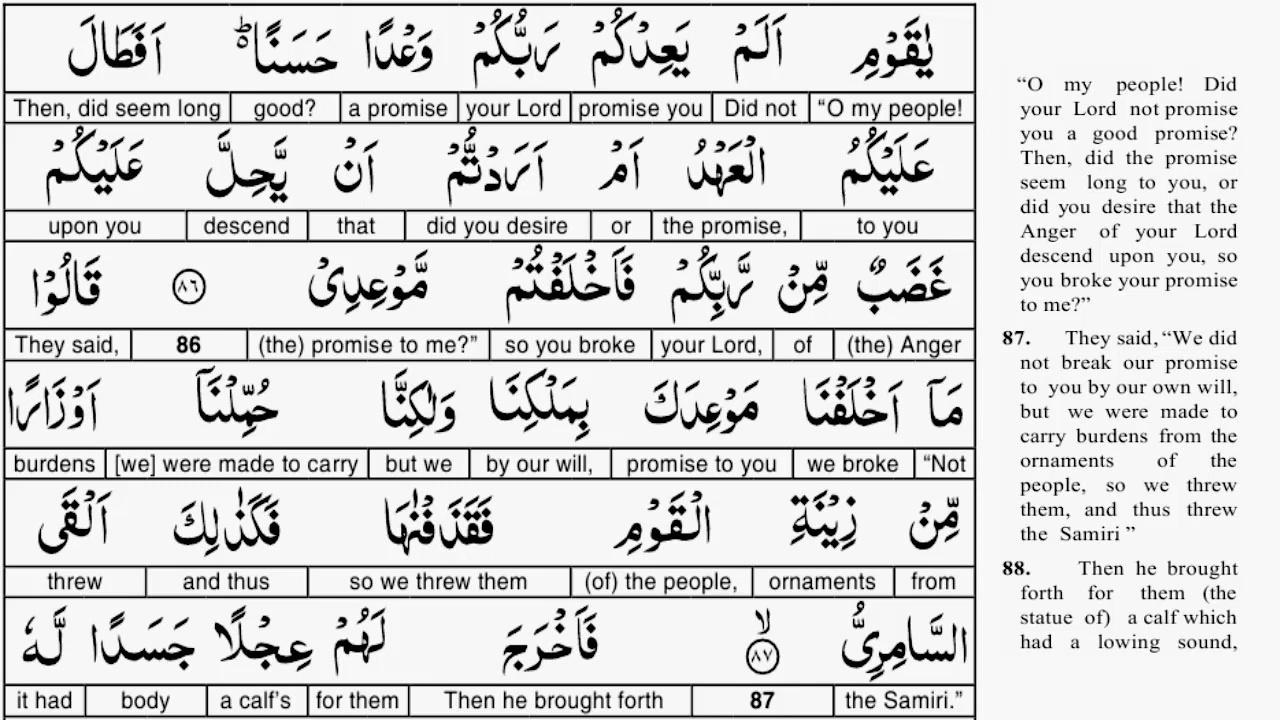 يٰقَوْمِ اَلَمْ يَعِدْكُمْ رَبُّكُمْ وَعْدًا حَسَنًا ؕ۬ اَفَطَالَ
“O my people! Did not promise you your Lord a promise good? Then, did seem long
عَلَيْكُمُ الْعَهْدُ اَمْ اَرَدْتُّمْ اَنْ يَّحِلَّ عَلَيْكُمْ
to you the promise, or did you desire that descend upon you
غَضَبٌ مِّنْ رَّبِّكُمْ فَاَخْلَفْتُمْ مَّوْعِدِيْ ٨٦ قَالُوْا
(the) Anger of your Lord, so you broke (the) promise to me?” 86 They said,
مَاۤ اَخْلَفْنَا مَوْعِدَكَ بِمَلْكِنَا وَلٰكِنَّا حُمِّلْنَاۤ اَوْزَارًا
“Not we broke promise to you by our will, but we [we] were made to carry burdens
مِّنْ زِيْنَةِ الْقَوْمِ فَقَذَفْنٰهَا فَكَذٰلِكَ اَلْقَى
from ornaments (of) the people, so we threw them and thus threw
السَّامِرِيُّ ٨٧ ۙ فَاَخْرَجَ لَهُمْ عِجْلًا جَسَدًا لَّهٗ
the Samiri.” 87 Then he brought forth for them a calf’s body it had
“O my people! Did
your Lord not promise
you a good promise?
Then, did the promise
seem long to you, or
did you desire that the
Anger of your Lord
descend upon you, so
you broke your promise
to me?”
87. They said, “We did
not break our promise
to you by our own will,
but we were made to
carry burdens from the
ornaments of the
people, so we threw
them, and thus threw
the Samiri ”
88. Then he brought
forth for them (the
statue of) a calf which
had a lowing sound,